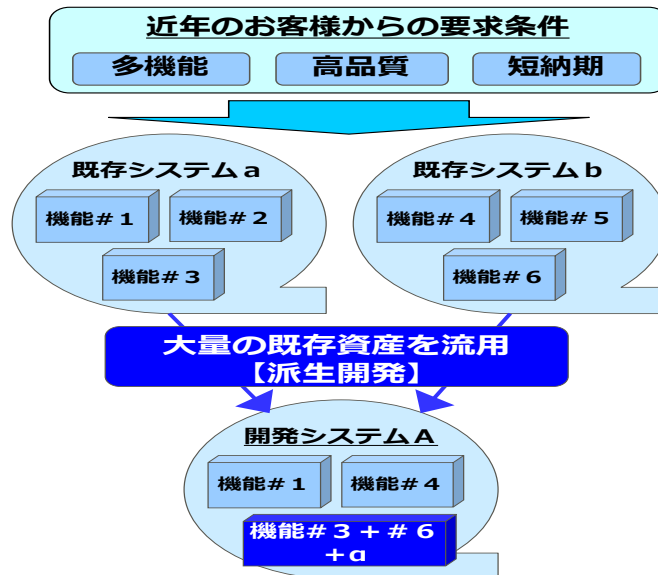 近年のお客様からの要求条件
多機能 高品質 短納期
既存システムa 既存システムb
機能#1 機能#2 機能#4 機能#5
機能#3 機能#6
大量の既存資産を流用
【派生開発】
開発システムA
機能#1 機能#4
機能#3+#6
+α